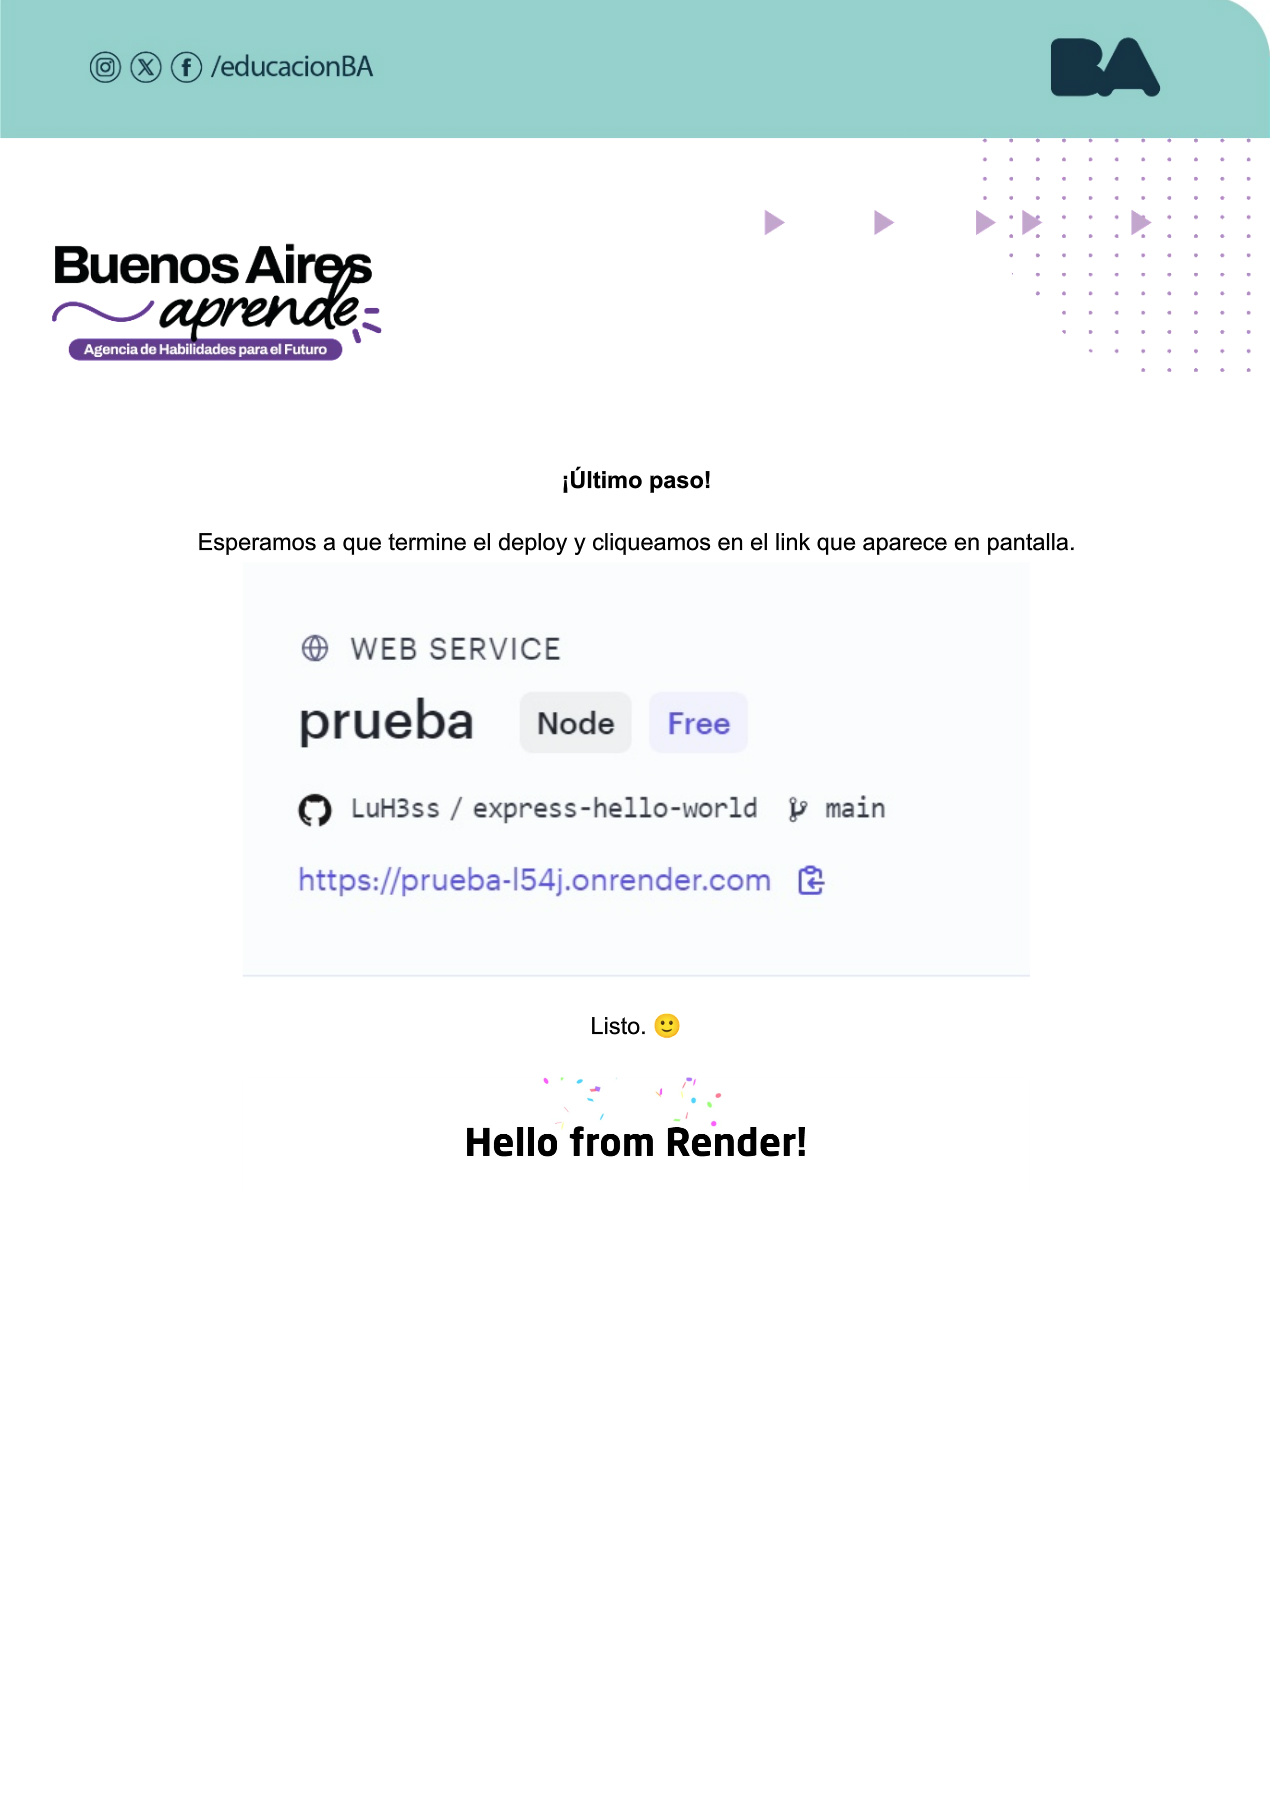 /educacionBA
BA
Buenos Aires
aprende
Agencia de Habilidades para el Futuro
¡Último paso!
Esperamos a que termine el deploy y cliqueamos en el link que aparece en pantalla.
WEB SERVICE
prueba Node Free
LuH3ss / express-hello-world main
https://prueba-l54j.onrender.com
Listo. 🙂
Hello from Render!